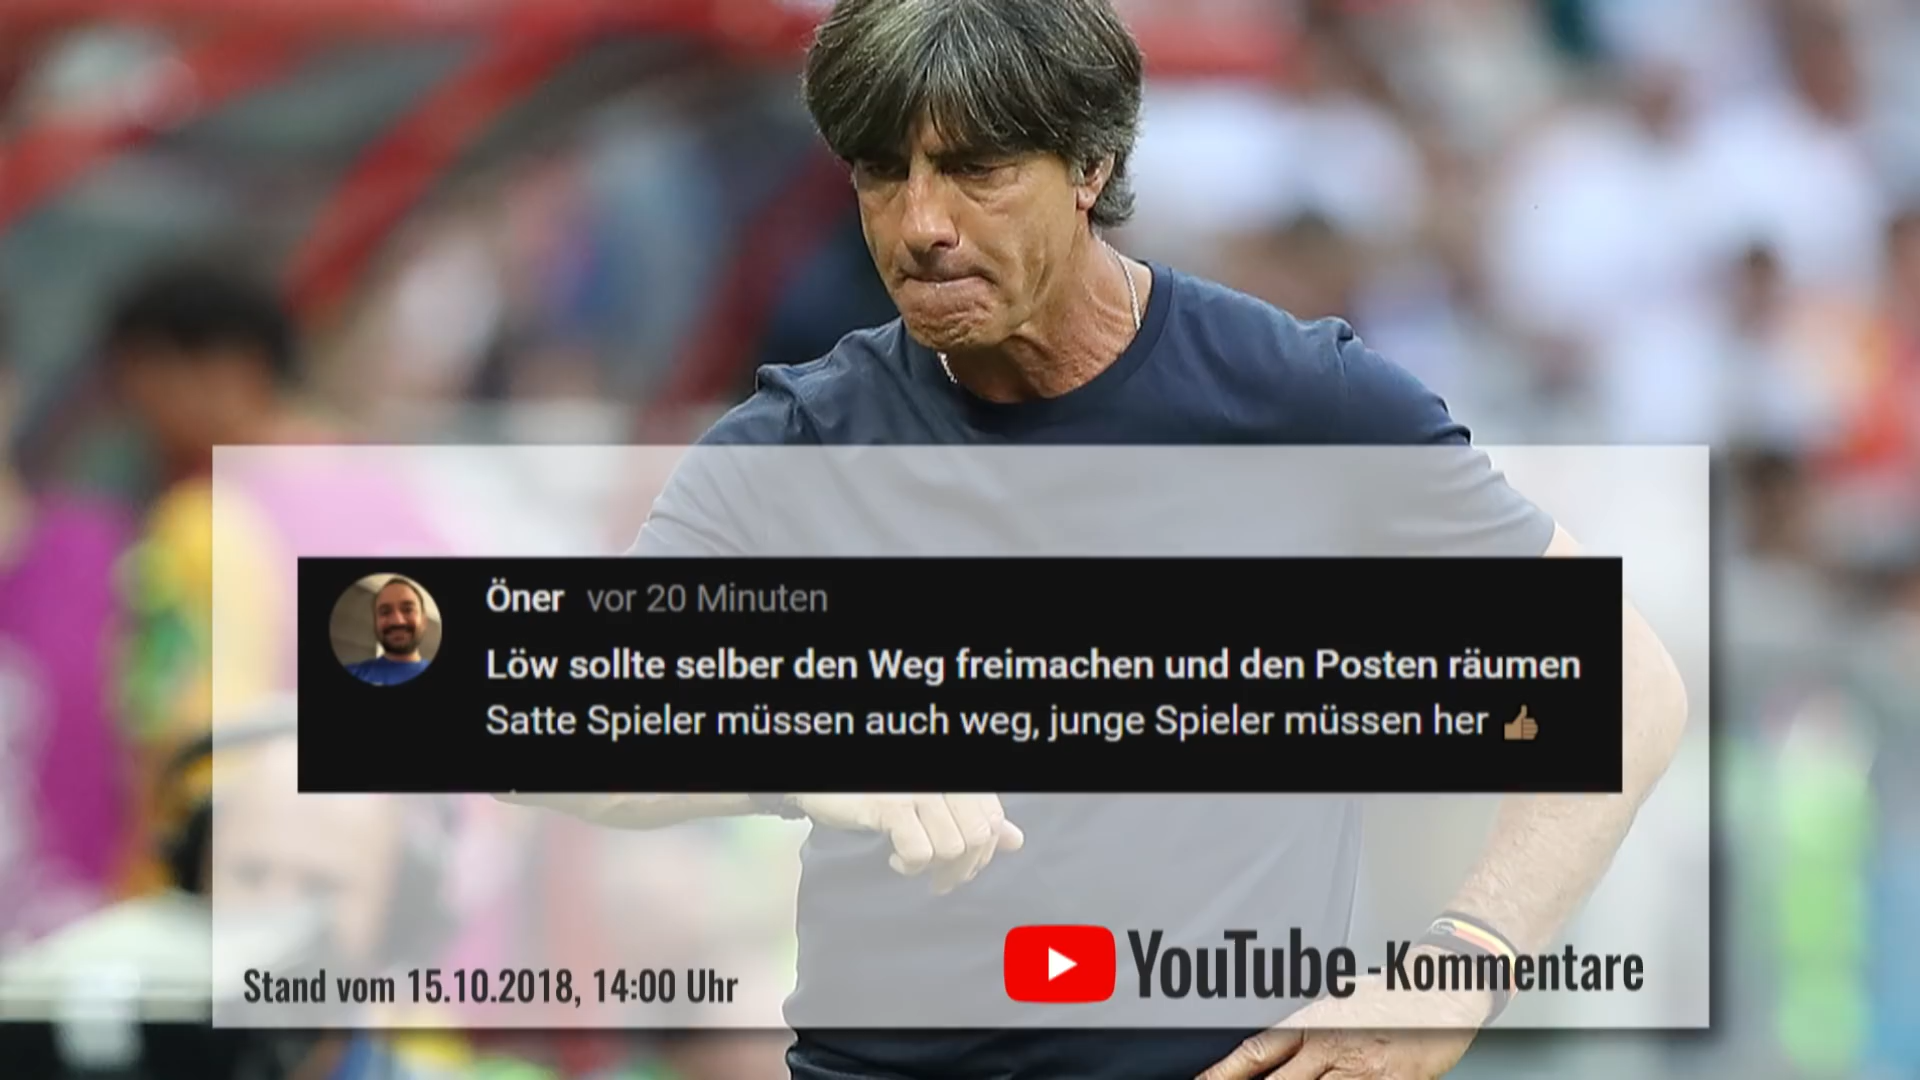 Öner vor 20 Minuten
Löw sollte selber den Weg freimachen und den Posten räumen
Satte Spieler müssen auch weg, junge Spieler müssen her 👍🏽
Stand vom 15.10.2018, 14:00 Uhr
YouTube-Kommentare